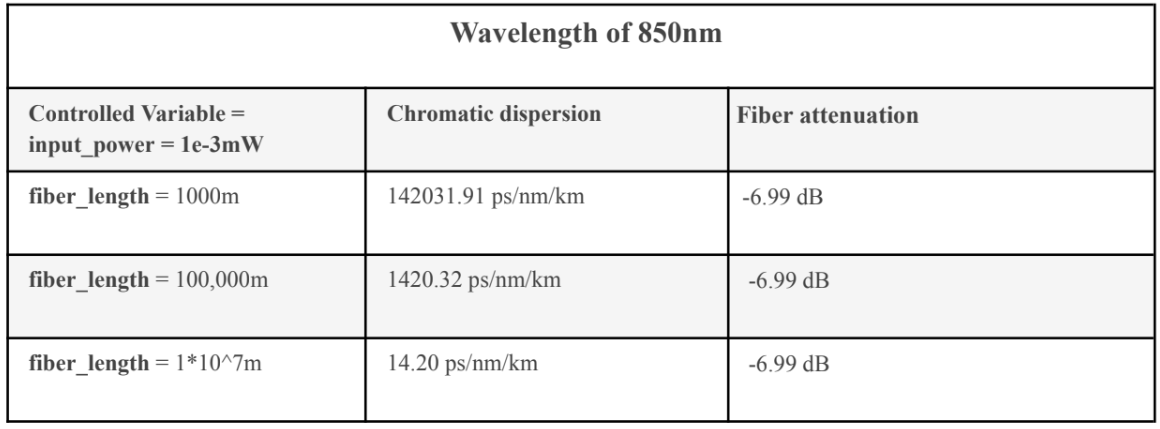 Wavelength of 850nm
Controlled Variable =
input_power = 1e-3mW
Chromatic dispersion
Fiber attenuation
fiber_length = 1000m
142031.91 ps/nm/km
-6.99 dB
fiber_length = 100,000m
1420.32 ps/nm/km
-6.99 dB
fiber_length = 1*10^7m
14.20 ps/nm/km
-6.99 dB